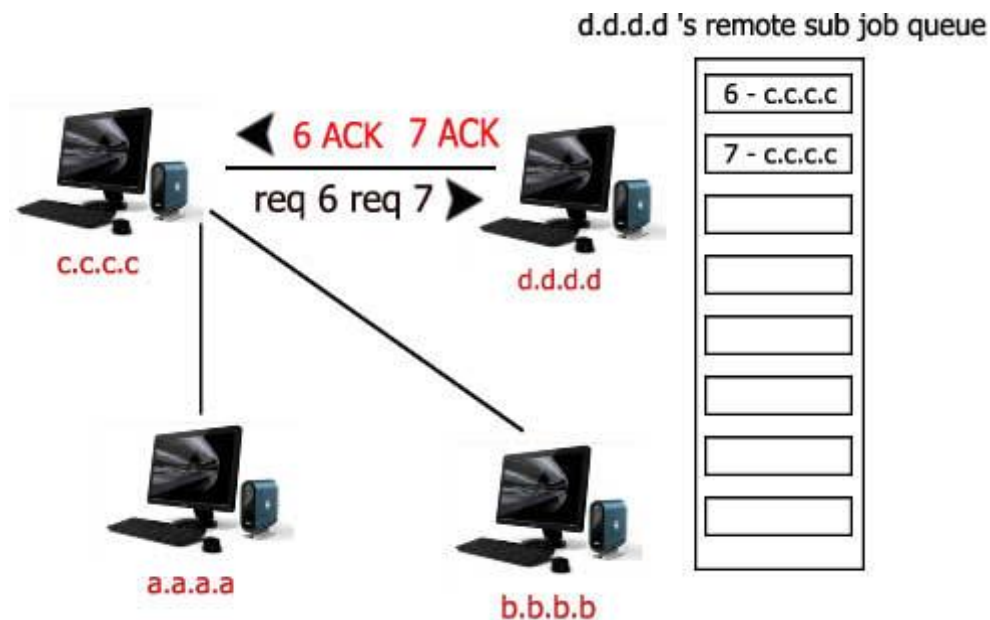 d.d.d.d 's remote sub job queue
6 - c.c.c.c
7 - c.c.c.c
6 ACK 7 ACK
req 6 req 7
c.c.c.c
d.d.d.d
a.a.a.a
b.b.b.b